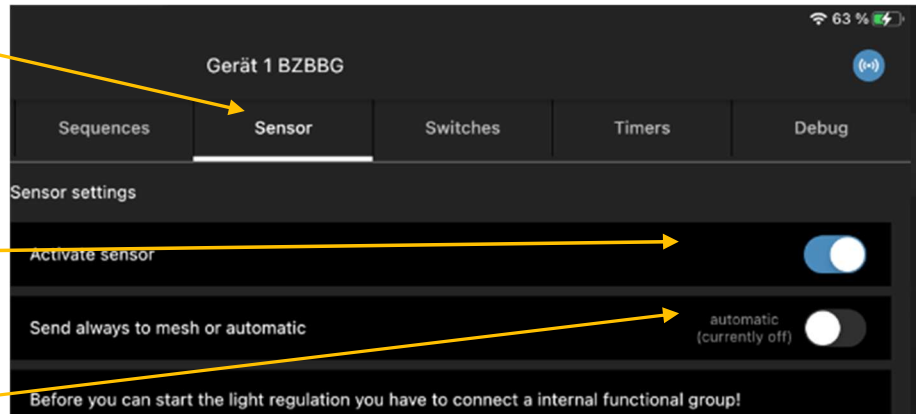 63 %
Gerät 1 BZBBG
Sequences Sensor Switches Timers Debug
Sensor settings
Activate sensor
Send always to mesh or automatic automatic
(currently off)
Before you can start the light regulation you have to connect a internal functional group!